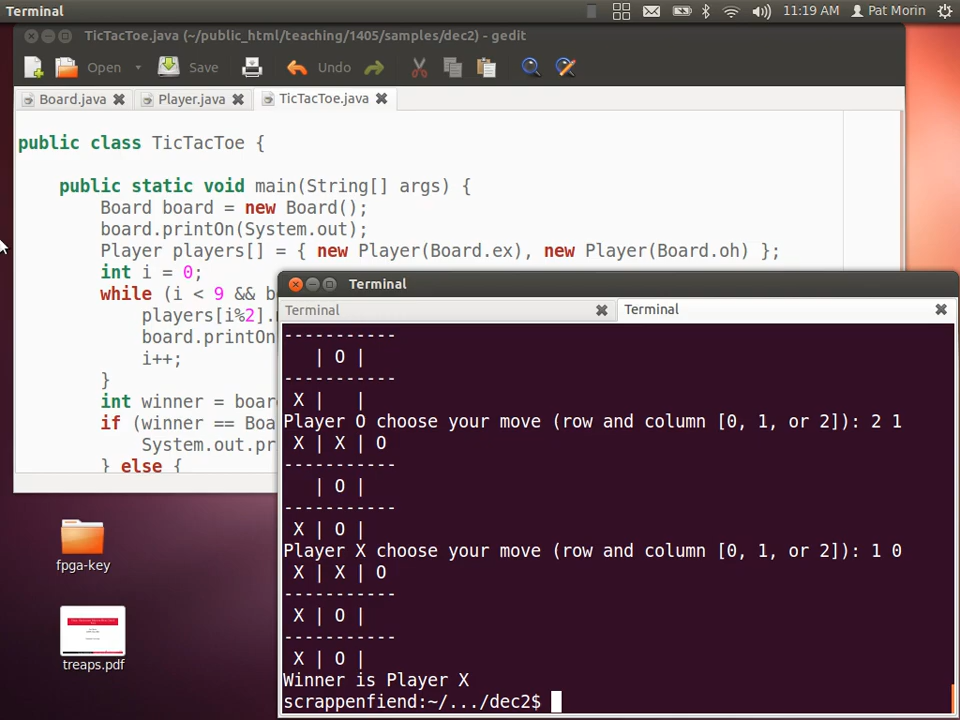 Terminal 11:19 AM Pat Morin
TicTacToe.java (~/public_html/teaching/1405/samples/dec2) - gedit
Open Save Undo
Board.java Player.java TicTacToe.java
public class TicTacToe {
public static void main(String[] args) {
Board board = new Board();
board.printOn(System.out);
Player players[] = { new Player(Board.ex), new Player(Board.oh) };
int i = 0;
while (i < 9 && b
players[i%2].
board.printOn
i++;
}
int winner = boar
if (winner == Boa
System.out.pr
} else {
fpga-key
treaps.pdf
Terminal
Terminal Terminal
-----------
| O |
-----------
X |   |
Player O choose your move (row and column [0, 1, or 2]): 2 1
X | X | O
-----------
| O |
-----------
X | O |
Player X choose your move (row and column [0, 1, or 2]): 1 0
X | X | O
-----------
X | O |
-----------
X | O |
Winner is Player X
scrappenfiend:~/.../dec2$